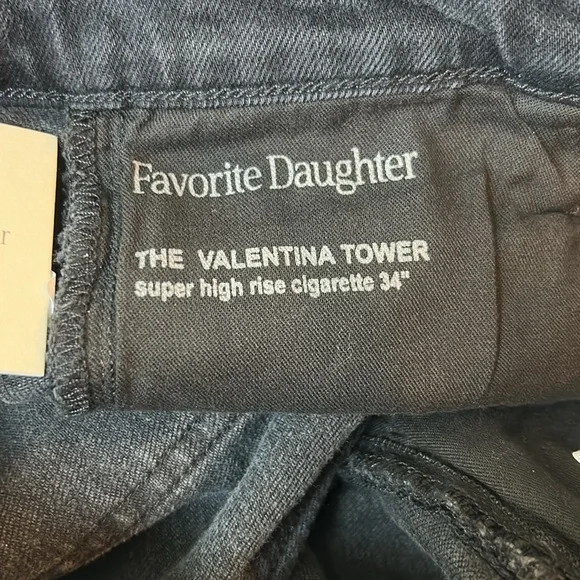 Favorite Daughter
THE VALENTINA TOWER
super high rise cigarette 34"
r